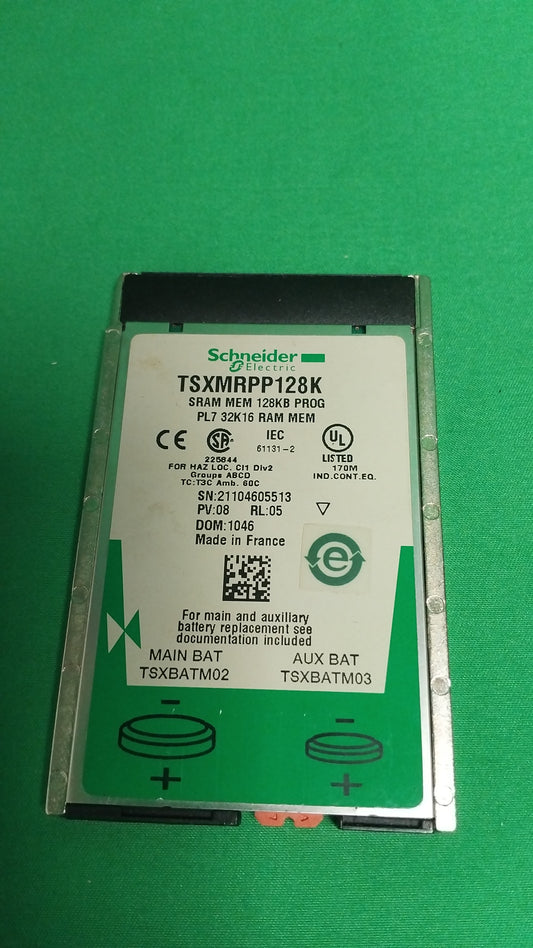 Schneider
Electric
TSXMRPP128K
SRAM MEM 128KB PROG
PL7 32K16 RAM MEM
CE
SA
225844
IEC
61131-2
UL
LISTED
170M
IND.CONT.EQ.
FOR HAZ LOC. Cl1 Div2
Groups ABCD
TC:T3C Amb. 60C
SN:21104605513
PV:08 RL:05
DOM:1046
Made in France
e
For main and auxiliary
battery replacement see
documentation included
MAIN BAT
TSXBATM02
AUX BAT
TSXBATM03
- -
+ +